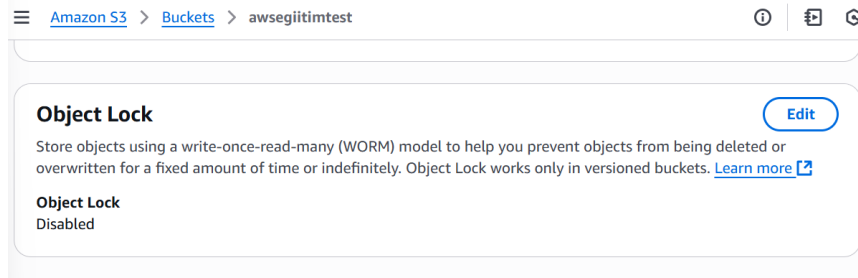 Amazon S3 > Buckets > awsegiitimtest
Object Lock
Edit
Store objects using a write-once-read-many (WORM) model to help you prevent objects from being deleted or
overwritten for a fixed amount of time or indefinitely. Object Lock works only in versioned buckets. Learn more
Object Lock
Disabled